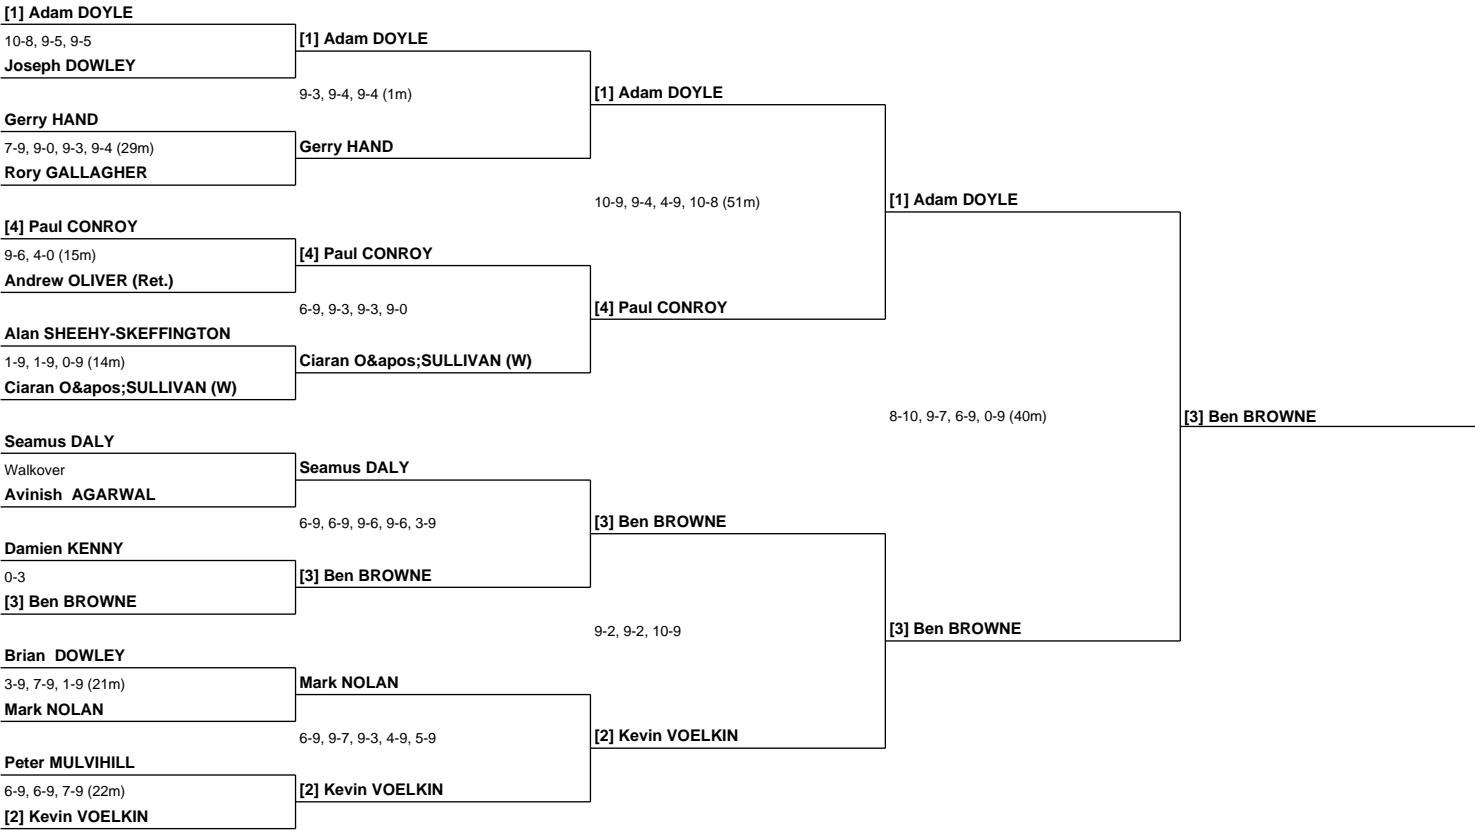 [1] Adam DOYLE
10-8, 9-5, 9-5
Joseph DOWLEY
Gerry HAND
7-9, 9-0, 9-3, 9-4 (29m)
Rory GALLAGHER
[4] Paul CONROY
9-6, 4-0 (15m)
Andrew OLIVER (Ret.)
Alan SHEEHY-SKEFFINGTON
1-9, 1-9, 0-9 (14m)
Ciaran O&apos;SULLIVAN (W)
Seamus DALY
Walkover
Avinish  AGARWAL
Damien KENNY
0-3
[3] Ben BROWNE
Brian  DOWLEY
3-9, 7-9, 1-9 (21m)
Mark NOLAN
Peter MULVIHILL
6-9, 6-9, 7-9 (22m)
[2] Kevin VOELKIN
[1] Adam DOYLE
9-3, 9-4, 9-4 (1m)
Gerry HAND
[4] Paul CONROY
6-9, 9-3, 9-3, 9-0
Ciaran O&apos;SULLIVAN (W)
Seamus DALY
6-9, 6-9, 9-6, 9-6, 3-9
[3] Ben BROWNE
Mark NOLAN
6-9, 9-7, 9-3, 4-9, 5-9
[2] Kevin VOELKIN
[1] Adam DOYLE
10-9, 9-4, 4-9, 10-8 (51m)
[4] Paul CONROY
[3] Ben BROWNE
9-2, 9-2, 10-9
[2] Kevin VOELKIN
[1] Adam DOYLE
8-10, 9-7, 6-9, 0-9 (40m)
[3] Ben BROWNE
[3] Ben BROWNE